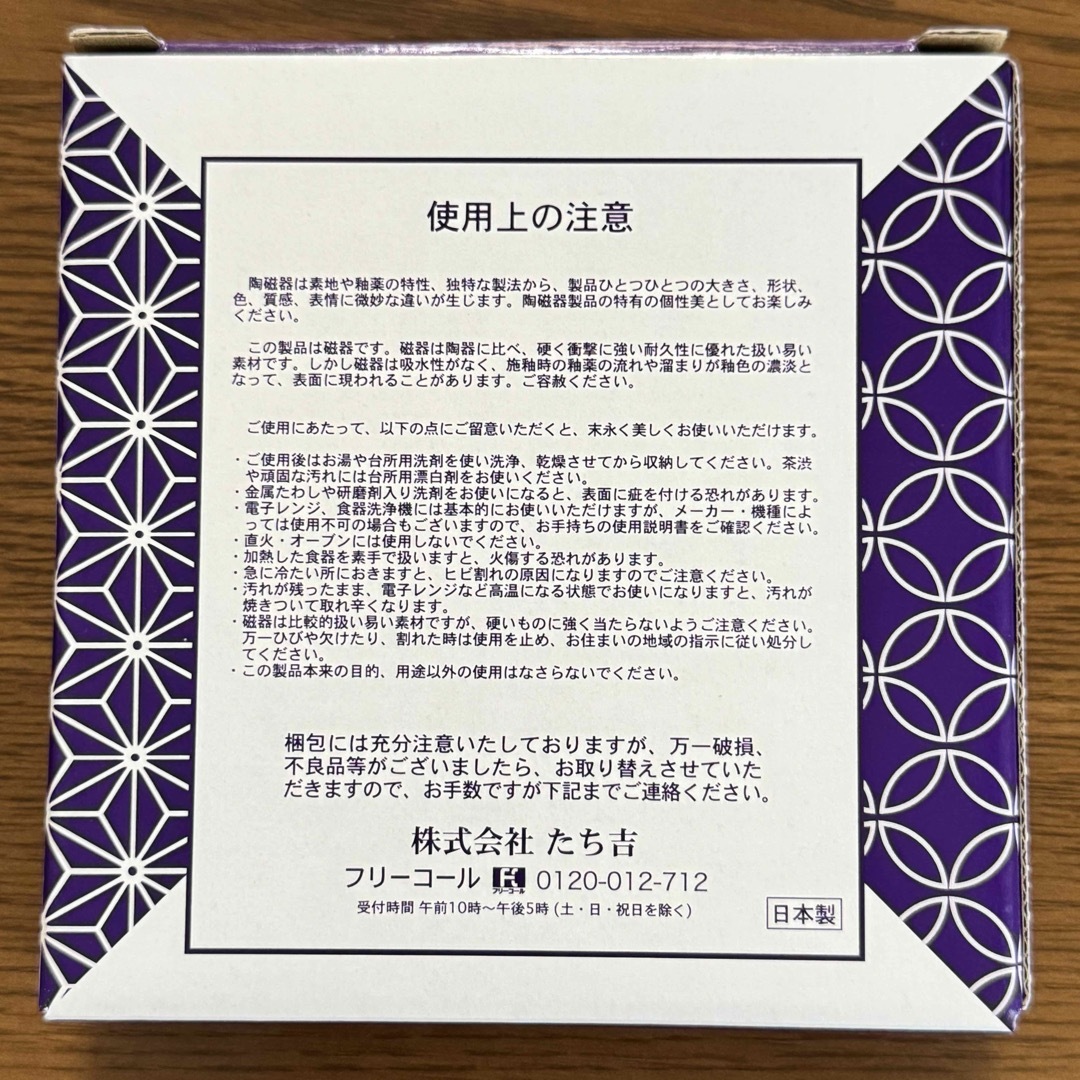 使用上の注意
陶磁器は素地や釉薬の特性、独特な製法から、製品ひとつひとつの大きさ、形状、
色、質感、表情に微妙な違いが生じます。陶磁器製品の特有の個性美としてお楽しみ
ください。
この製品は磁器です。磁器は陶器に比べ、硬く衝撃に強い耐久性に優れた扱い易い
素材です。しかし磁器は吸水性がなく、施釉時の釉薬の流れや溜まりが釉色の濃淡と
なって、表面に現われることがあります。ご容赦ください。
ご使用にあたって、以下の点にご留意いただくと、末永く美しくお使いいただけます。
・ご使用後はお湯や台所用洗剤を使い洗浄、乾燥させてから収納してください。茶渋
や頑固な汚れには台所用漂白剤をお使いください。
・金属たわしや研磨剤入り洗剤をお使いになると、表面に疵を付ける恐れがあります。
・電子レンジ、食器洗浄機には基本的にお使いいただけますが、メーカー・機種によ
っては使用不可の場合もございますので、お手持ちの使用説明書をご確認ください。
・直火・オーブンには使用しないでください。
・加熱した食器を素手で扱いますと、火傷する恐れがあります。
・急に冷たい所におきますと、ヒビ割れの原因になりますのでご注意ください。
・汚れが残ったまま、電子レンジなど高温になる状態でお使いになりますと、汚れが
焼きついて取れ辛くなります。
・磁器は比較的扱い易い素材ですが、硬いものに強く当たらないようご注意ください。
万一ひびや欠けたり、割れた時は使用を止め、お住まいの地域の指示に従い処分し
てください。
・この製品本来の目的、用途以外の使用はなさらないでください。
梱包には充分注意いたしておりますが、万一破損、
不良品等がございましたら、お取り替えさせていた
だきますので、お手数ですが下記までご連絡ください。
株式会社 たち吉
フリーコール フリーコール 0120-012-712
受付時間 午前10時〜午後5時 (土・日・祝日を除く)
日本製